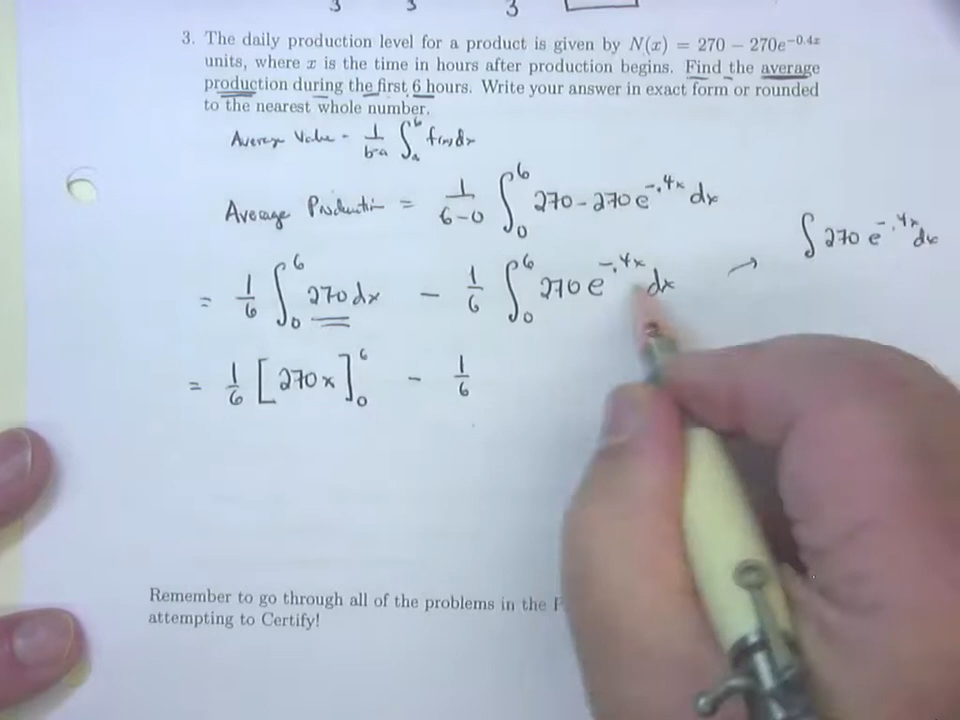 3 3 3
3. The daily production level for a product is given by N(x) = 270 − 270e^{−0.4x}
units, where x is the time in hours after production begins. Find the average
production during the first 6 hours. Write your answer in exact form or rounded
to the nearest whole number.
Average Value - 1/(b-a) ∫_a^b f(x)dx
Average Production = 1/(6-0) ∫_0^6 270-270e^{-.4x} dx
∫270 e^{-.4x} dx
= 1/6 ∫_0^6 270 dx - 1/6 ∫_0^6 270 e^{-.4x} dx →
= 1/6 [270x]_0^6 - 1/6
Remember to go through all of the problems in the
attempting to Certify!